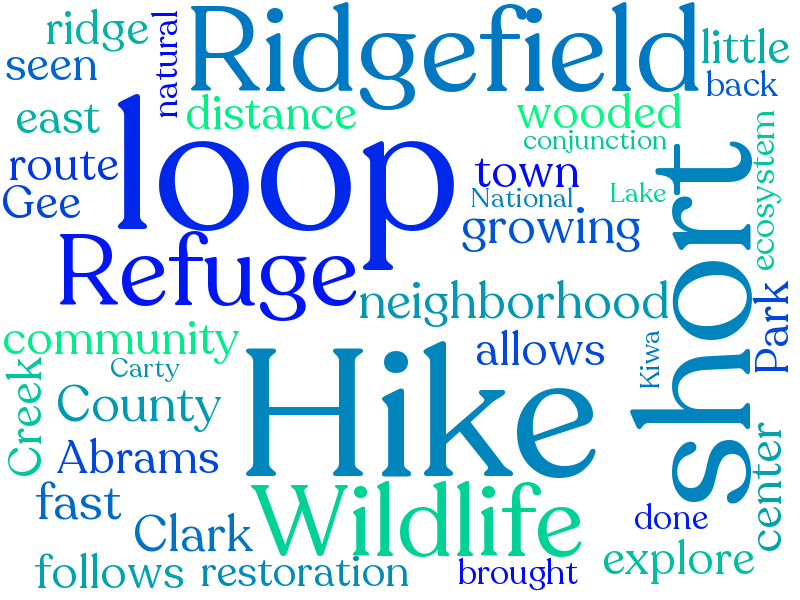 ridge
natural
Ridgefield
little
seen
back
east
distance
wooded
conjunction
ecosystem
loop
route
town
short
Gee
National
Lake
growing
Refuge
neighborhood
Park
community
allows
Kiwa
Carty
Hike
Creek
County
Abrams
center
fast
Wildlife
Clark
done
follows
restoration
brought
explore